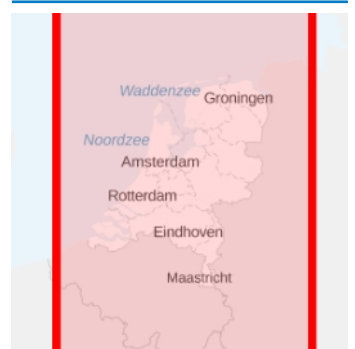 Waddenzee
Groningen
Noordzee
Amsterdam
Rotterdam
Eindhoven
Maastricht